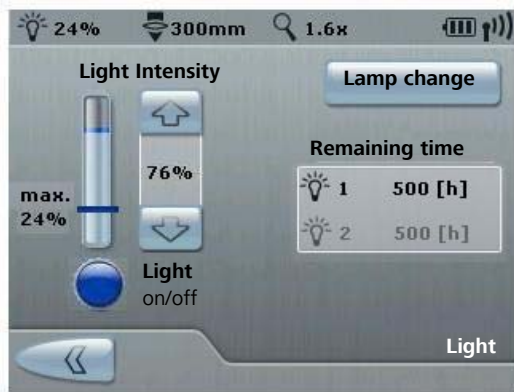 24% 300mm 1.6x
Light Intensity
Lamp change
76%
max.
24%
Remaining time
1 500 [h]
2 500 [h]
Light
on/off
Light